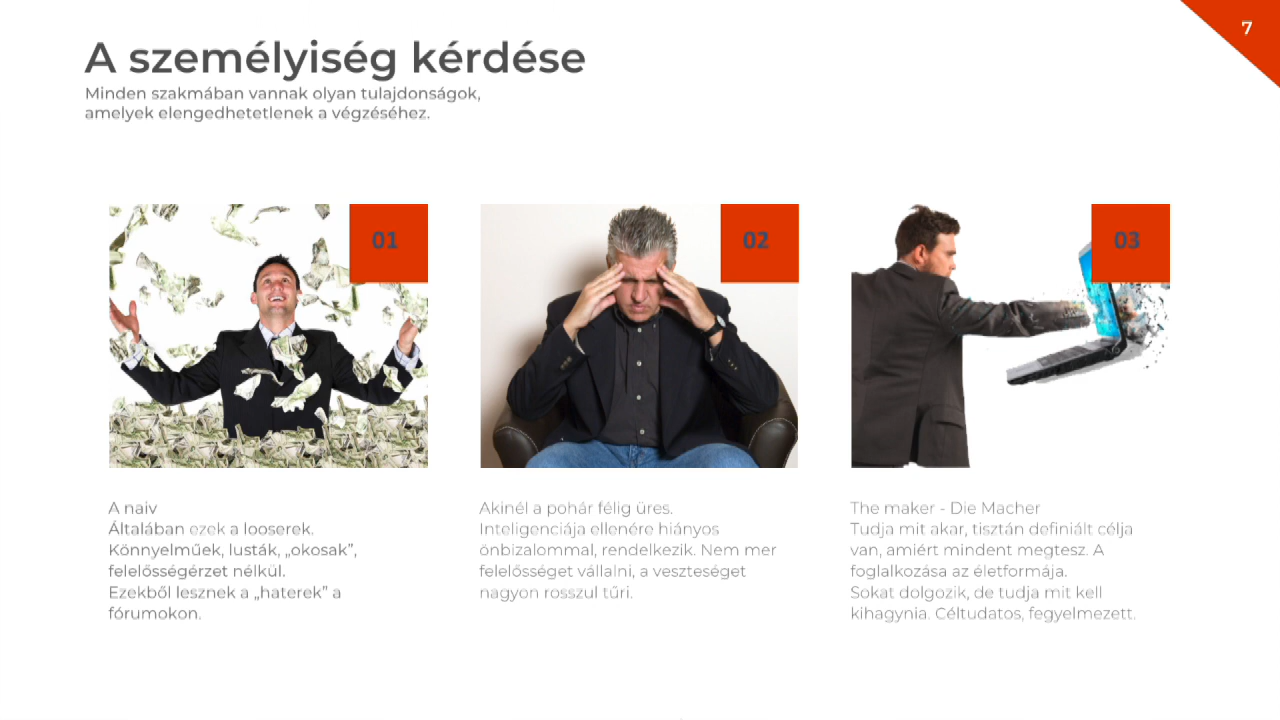 7
A személyiség kérdése
Minden szakmában vannak olyan tulajdonságok,
amelyek elengedhetetlenek a végzéséhez.
01
02
03
A naiv
Általában ezek a looserek.
Könnyelműek, lusták, „okosak”,
felelősségérzet nélkül.
Ezekből lesznek a „haterek” a
fórumokon.
Akinél a pohár félig üres.
Inteligenciája ellenére hiányos
önbizalommal, rendelkezik. Nem mer
felelősséget vállalni, a veszteséget
nagyon rosszul tűri.
The maker - Die Macher
Tudja mit akar, tisztán definiált célja
van, amiért mindent megtesz. A
foglalkozása az életformája.
Sokat dolgozik, de tudja mit kell
kihagynia. Céltudatos, fegyelmezett.